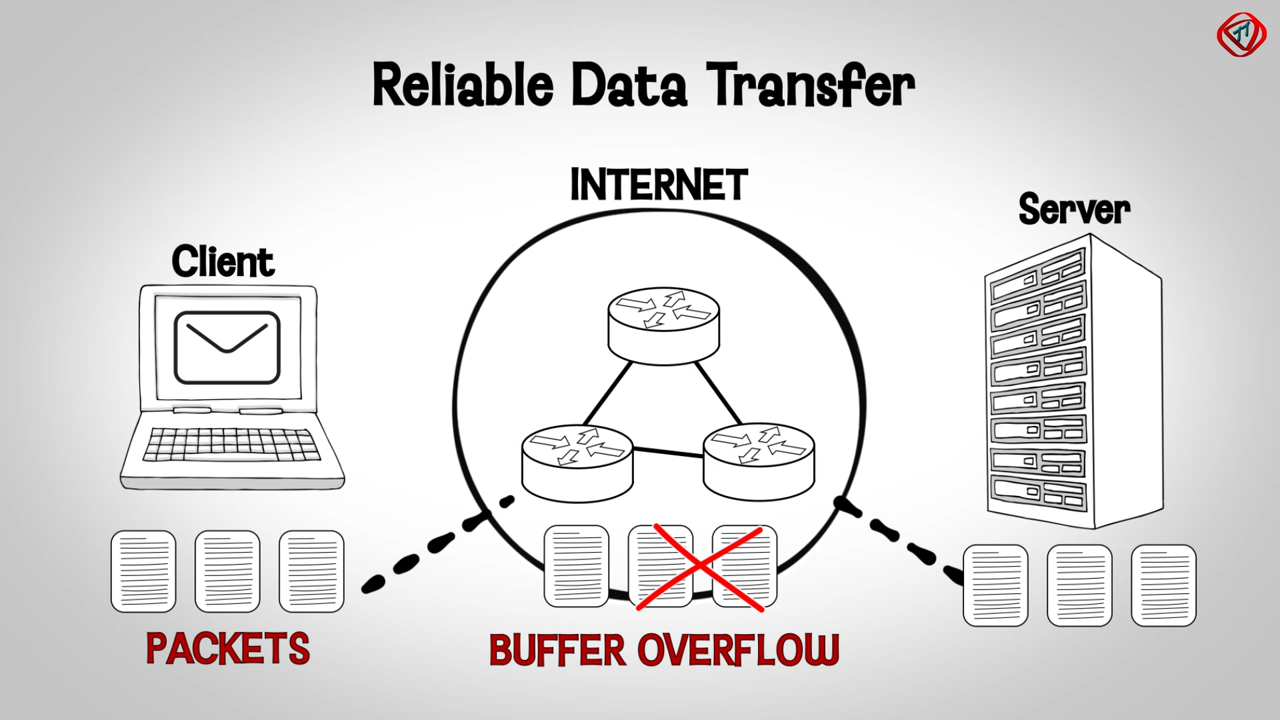 Reliable Data Transfer
INTERNET
Server
Client
PACKETS
BUFFER OVERFLOW